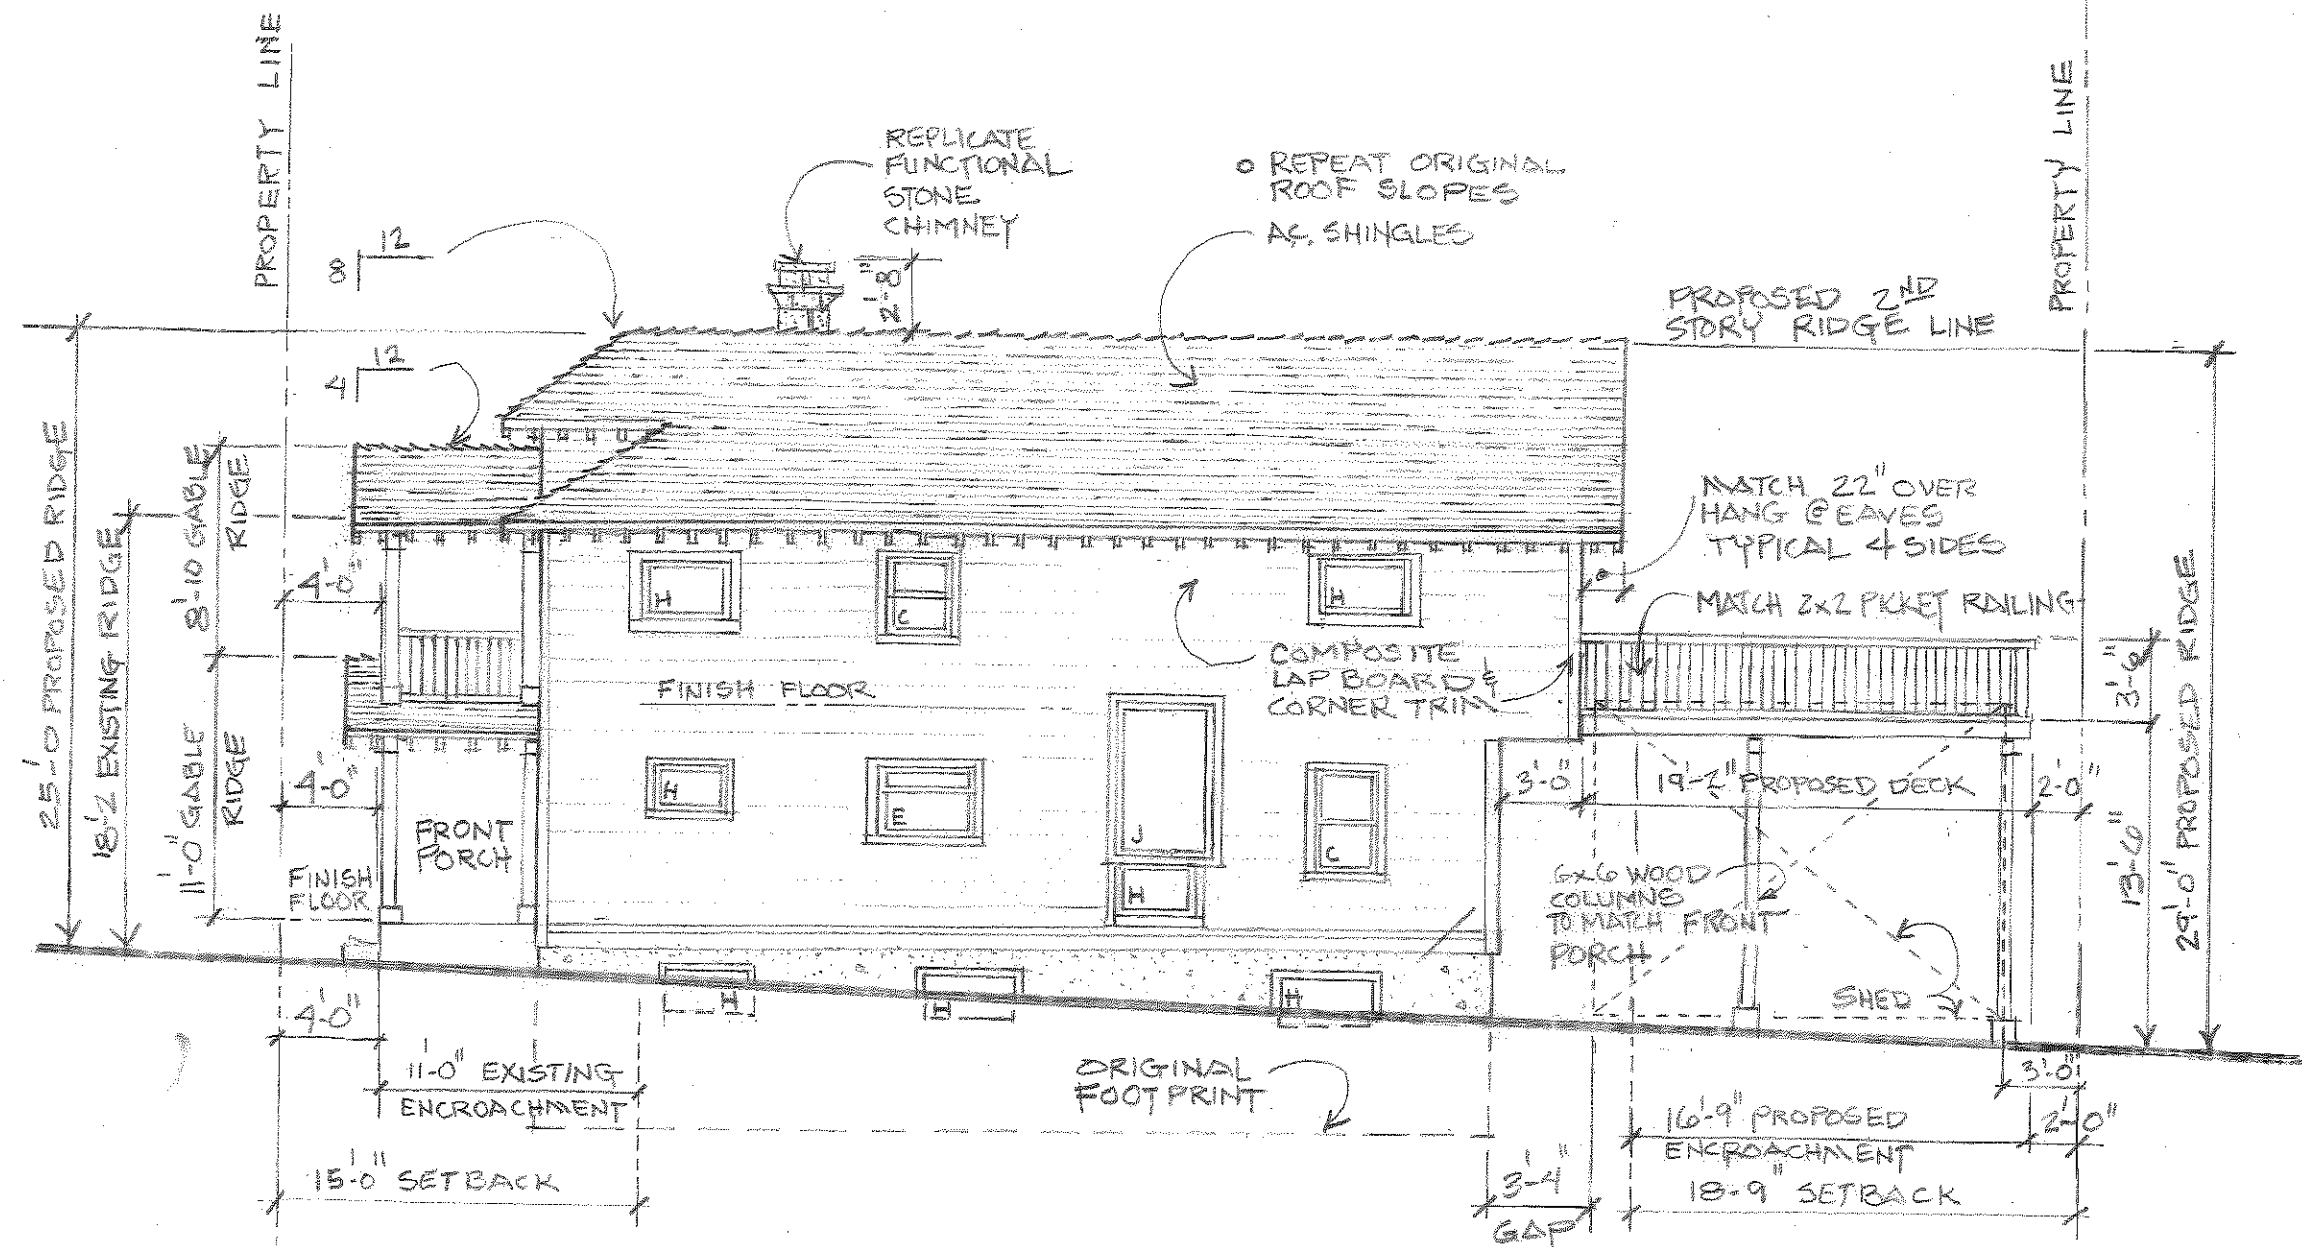 PROPERTY LINE
PROPERTY LINE
REPLICATE
FUNCTIONAL
STONE
CHIMNEY
o REPEAT ORIGINAL
ROOF SLOPES
A.C. SHINGLES
12
8
2'-8"
PROPOSED 2ND
STORY RIDGE LINE
12
4
25'-0 PROPOSED RIDGE
18'-2 EXISTING RIDGE
8'-10 GABLE
RIDGE
11'-0" GABLE
RIDGE
MATCH 22" OVER
HANG @ EAVES
TYPICAL 4 SIDES
4'-0"
H
C
H
MATCH 2x2 PICKET RAILING
COMPOSITE
LAP BOARD &
CORNER TRIM
FINISH FLOOR
3'-6"
29'-0" PROPOSED RIDGE
4'-0"
H
E
J
C
H
3'-0"
19'-2" PROPOSED DECK
2'-0"
13'-6"
FRONT
PORCH
FINISH
FLOOR
6x6 WOOD
COLUMNS
TO MATCH FRONT
PORCH
SHED
H
H
H
4'-0"
11'-0" EXISTING
ENCROACHMENT
ORIGINAL
FOOTPRINT
3'-0"
16'-9" PROPOSED
ENCROACHMENT
2'-0"
15'-0" SETBACK
3'-4"
GAP
18'-9" SETBACK